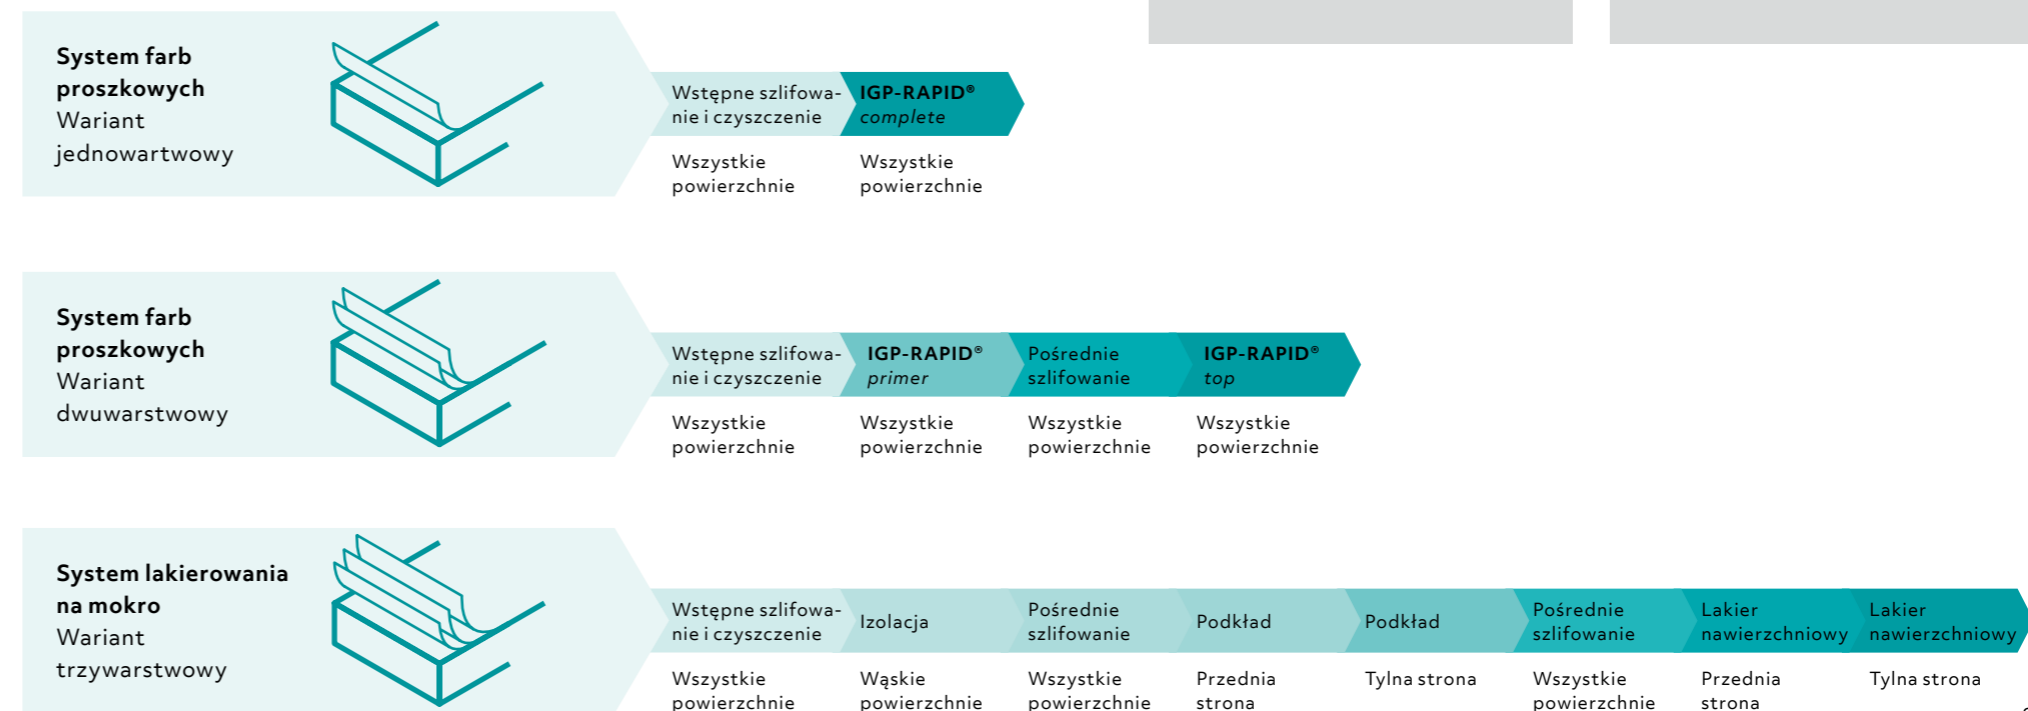 System farb
proszkowych
Wariant
jednowartwowy
Wstępne szlifowa-
nie i czyszczenie
IGP-RAPID®
complete
Wszystkie
powierzchnie
Wszystkie
powierzchnie
System farb
proszkowych
Wariant
dwuwarstwowy
Wstępne szlifowa-
nie i czyszczenie
IGP-RAPID®
primer
Pośrednie
szlifowanie
IGP-RAPID®
top
Wszystkie
powierzchnie
Wszystkie
powierzchnie
Wszystkie
powierzchnie
Wszystkie
powierzchnie
System lakierowania
na mokro
Wariant
trzywarstwowy
Wstępne szlifowa-
nie i czyszczenie
Izolacja
Pośrednie
szlifowanie
Podkład
Podkład
Pośrednie
szlifowanie
Lakier
nawierzchniowy
Lakier
nawierzchniowy
Wszystkie
powierzchnie
Wąskie
powierzchnie
Wszystkie
powierzchnie
Przednia
strona
Tylna strona
Wszystkie
powierzchnie
Przednia
strona
Tylna strona